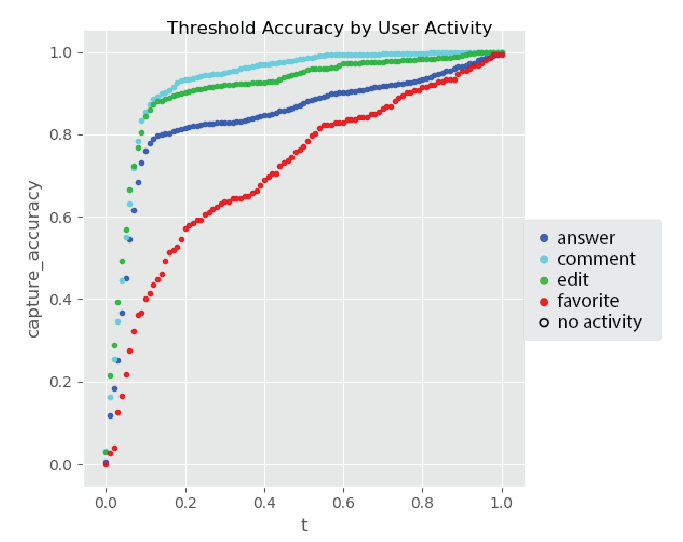 Threshold Accuracy by User Activity
capture_accuracy
1.0
0.8
0.6
0.4
0.2
0.0
0.0 0.2 0.4 0.6 0.8 1.0
t
answer
comment
edit
favorite
no activity